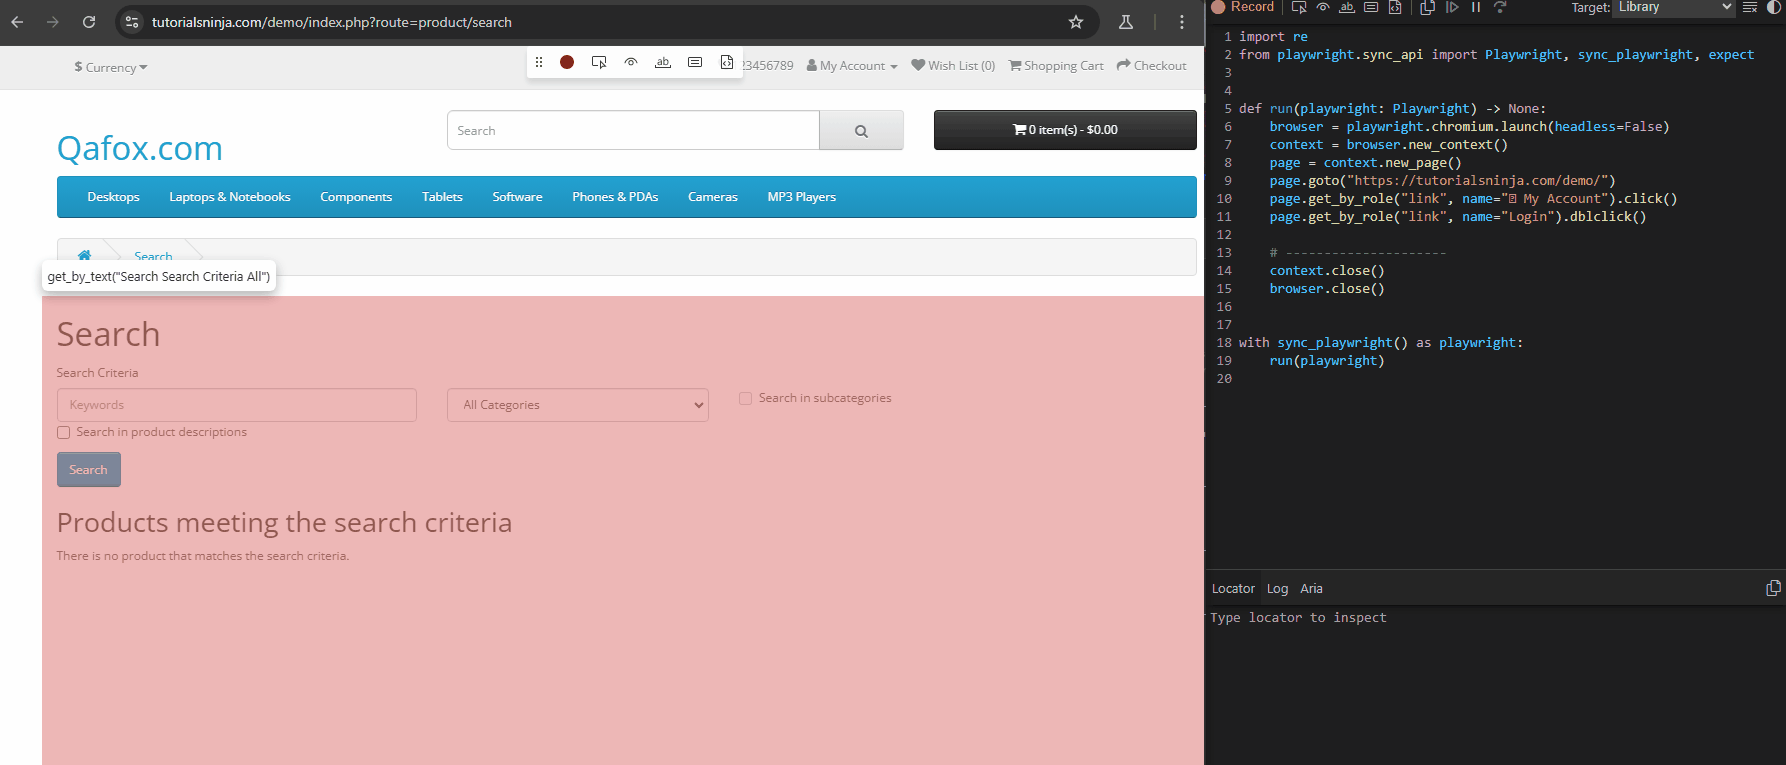 tutorialsninja.com/demo/index.php?route=product/search
$ Currency
ab
23456789
My Account
Wish List (0)
Shopping Cart
Checkout
Qafox.com
Search
0 item(s) - $0.00
Desktops
Laptops & Notebooks
Components
Tablets
Software
Phones & PDAs
Cameras
MP3 Players
Search
get_by_text("Search Search Criteria All")
Search
Search Criteria
Keywords
All Categories
Search in subcategories
Search in product descriptions
Search
Products meeting the search criteria
There is no product that matches the search criteria.
Record
ab
Target: Library
1 import re
2 from playwright.sync_api import Playwright, sync_playwright, expect
3
4
5 def run(playwright: Playwright) -> None:
6 browser = playwright.chromium.launch(headless=False)
7 context = browser.new_context()
8 page = context.new_page()
9 page.goto("https://tutorialsninja.com/demo/")
10 page.get_by_role("link", name=" My Account").click()
11 page.get_by_role("link", name="Login").dblclick()
12
13 # ---------------------
14 context.close()
15 browser.close()
16
17
18 with sync_playwright() as playwright:
19 run(playwright)
20
Locator Log Aria
Type locator to inspect